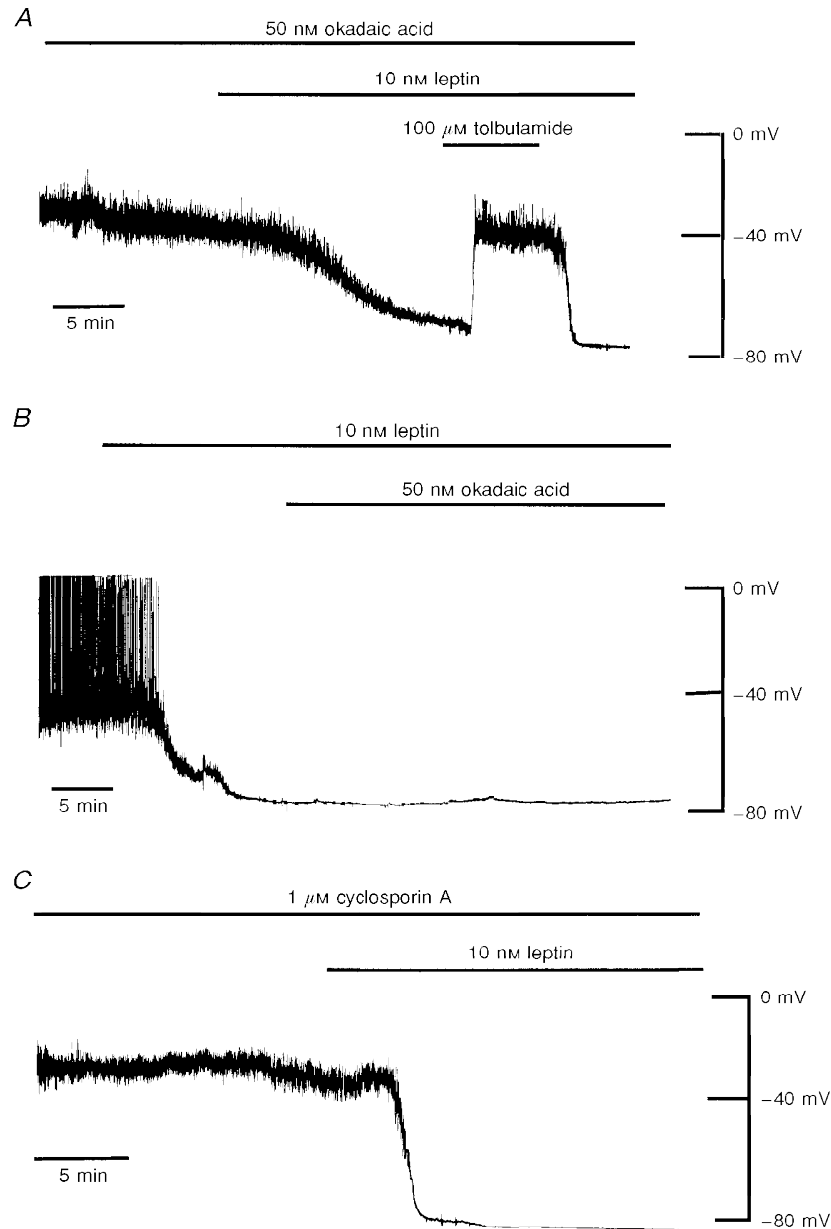 A
50 nM okadaic acid
10 nM leptin
100 μM tolbutamide
0 mV
−40 mV
−80 mV
5 min
B
10 nM leptin
50 nM okadaic acid
0 mV
−40 mV
−80 mV
5 min
C
1 μM cyclosporin A
10 nM leptin
0 mV
−40 mV
−80 mV
5 min